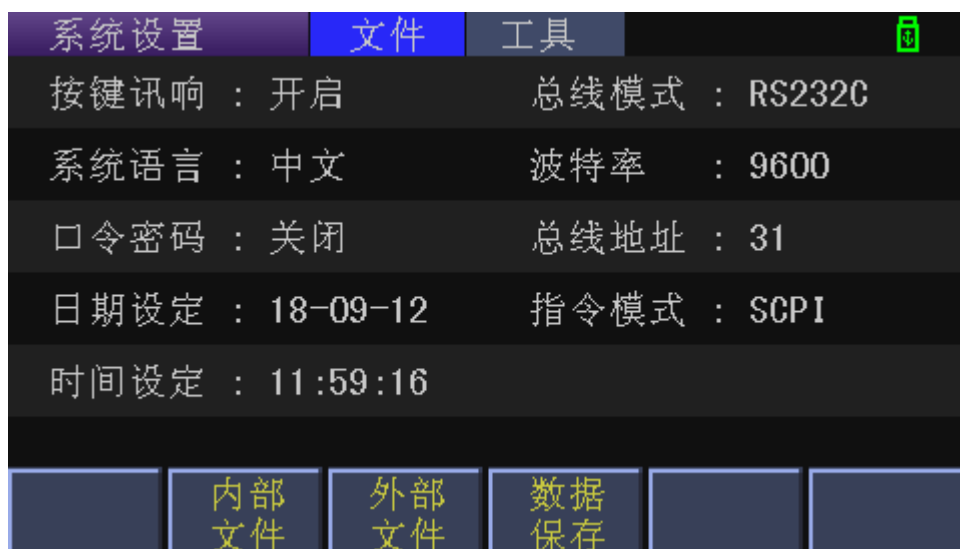 系统设置 文件 工具
按键讯响 : 开启 总线模式 : RS232C
系统语言 : 中文 波特率 : 9600
口令密码 : 关闭 总线地址 : 31
日期设定 : 18-09-12 指令模式 : SCPI
时间设定 : 11:59:16
内部 外部 数据
文件 文件 保存